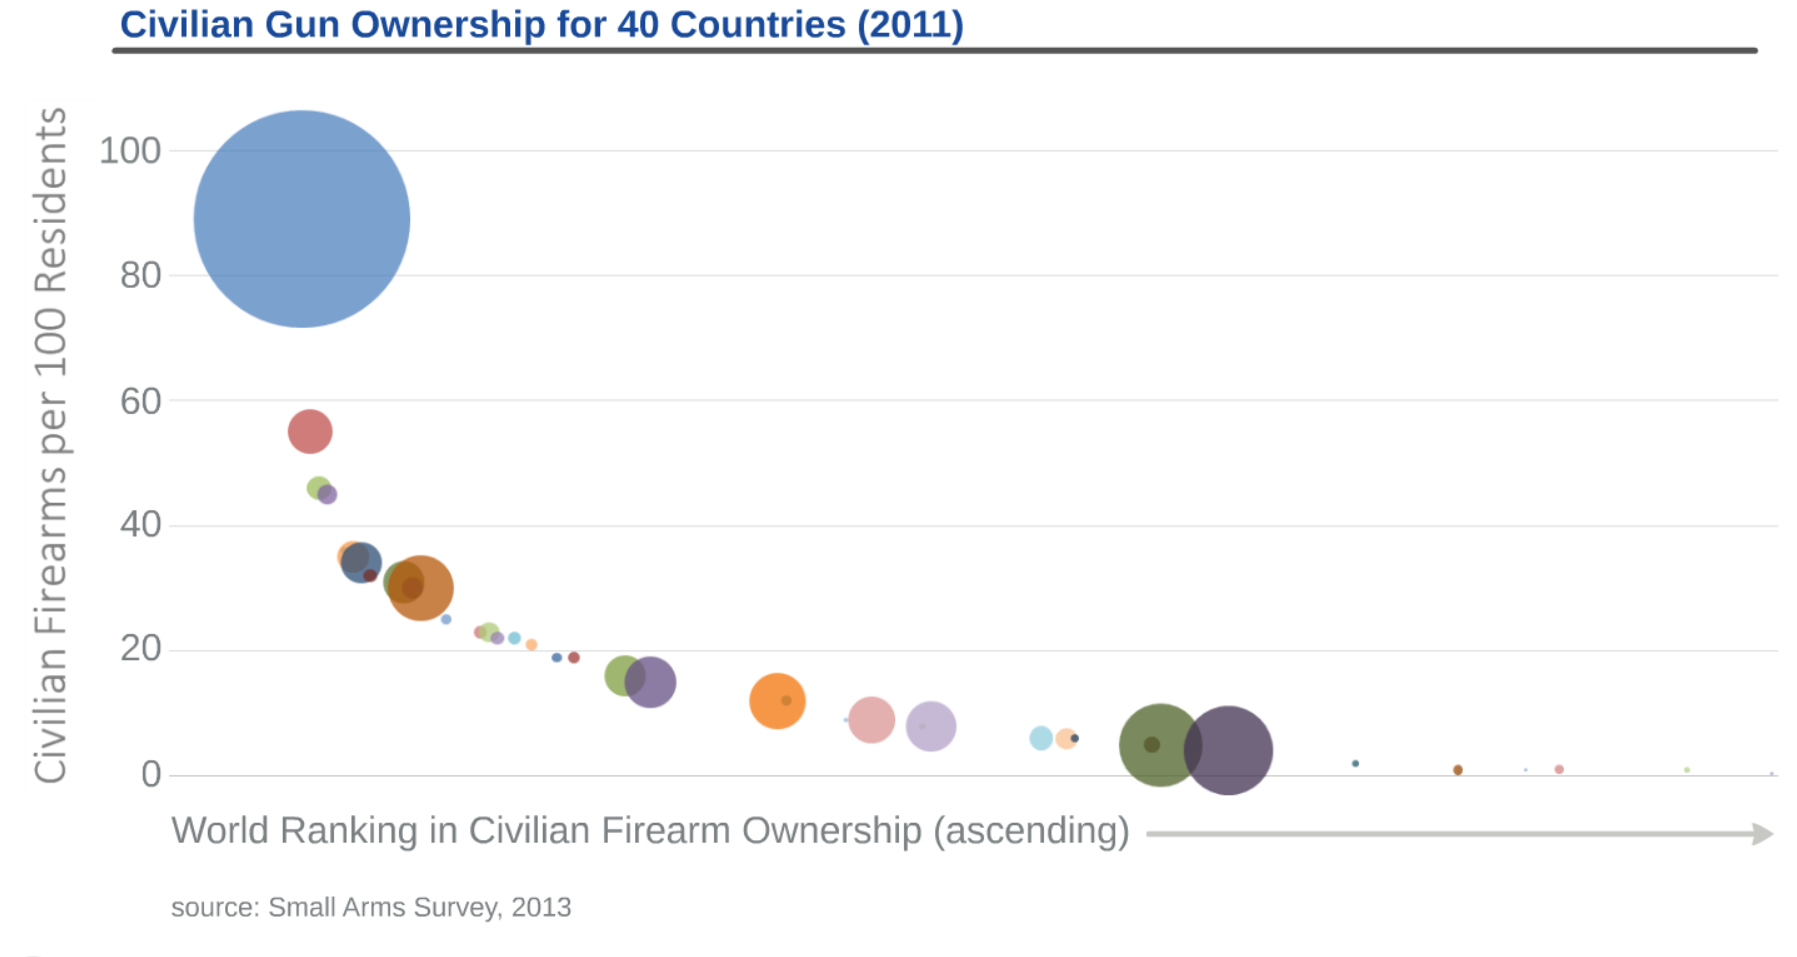 Civilian Gun Ownership for 40 Countries (2011)
Civilian Firearms per 100 Residents
100
80
60
40
20
0
World Ranking in Civilian Firearm Ownership (ascending)
source: Small Arms Survey, 2013